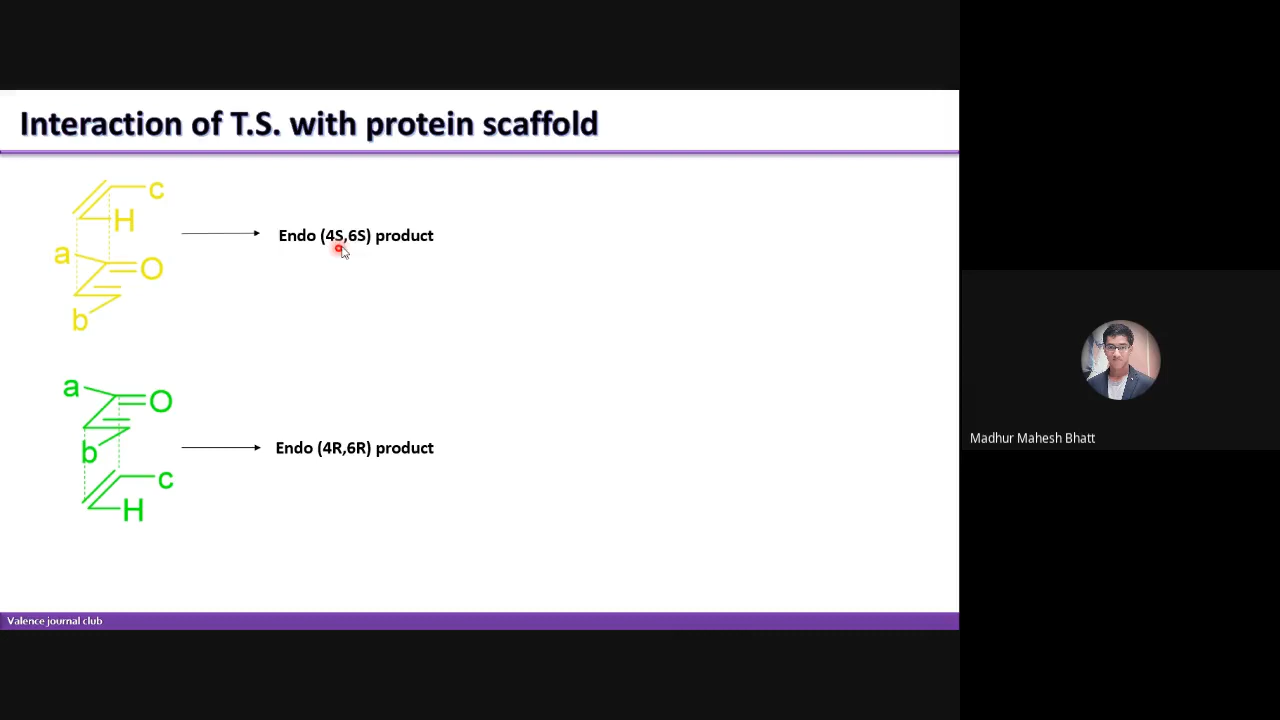 Interaction of T.S. with protein scaffold
c
H
a
O
b
Endo (4S,6S) product
a
O
b
c
H
Endo (4R,6R) product
Valence journal club
Madhur Mahesh Bhatt